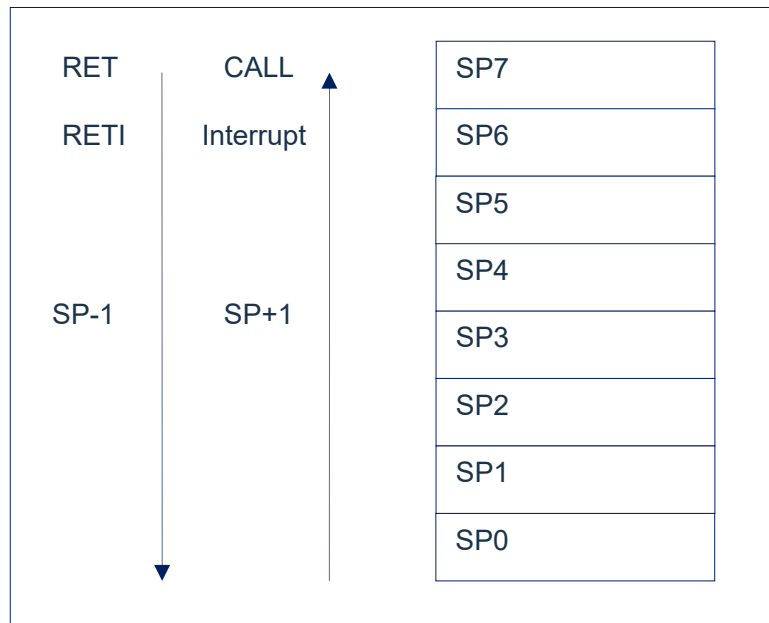 RET CALL SP7
RETI Interrupt SP6
SP5
SP4
SP-1 SP+1 SP3
SP2
SP1
SP0